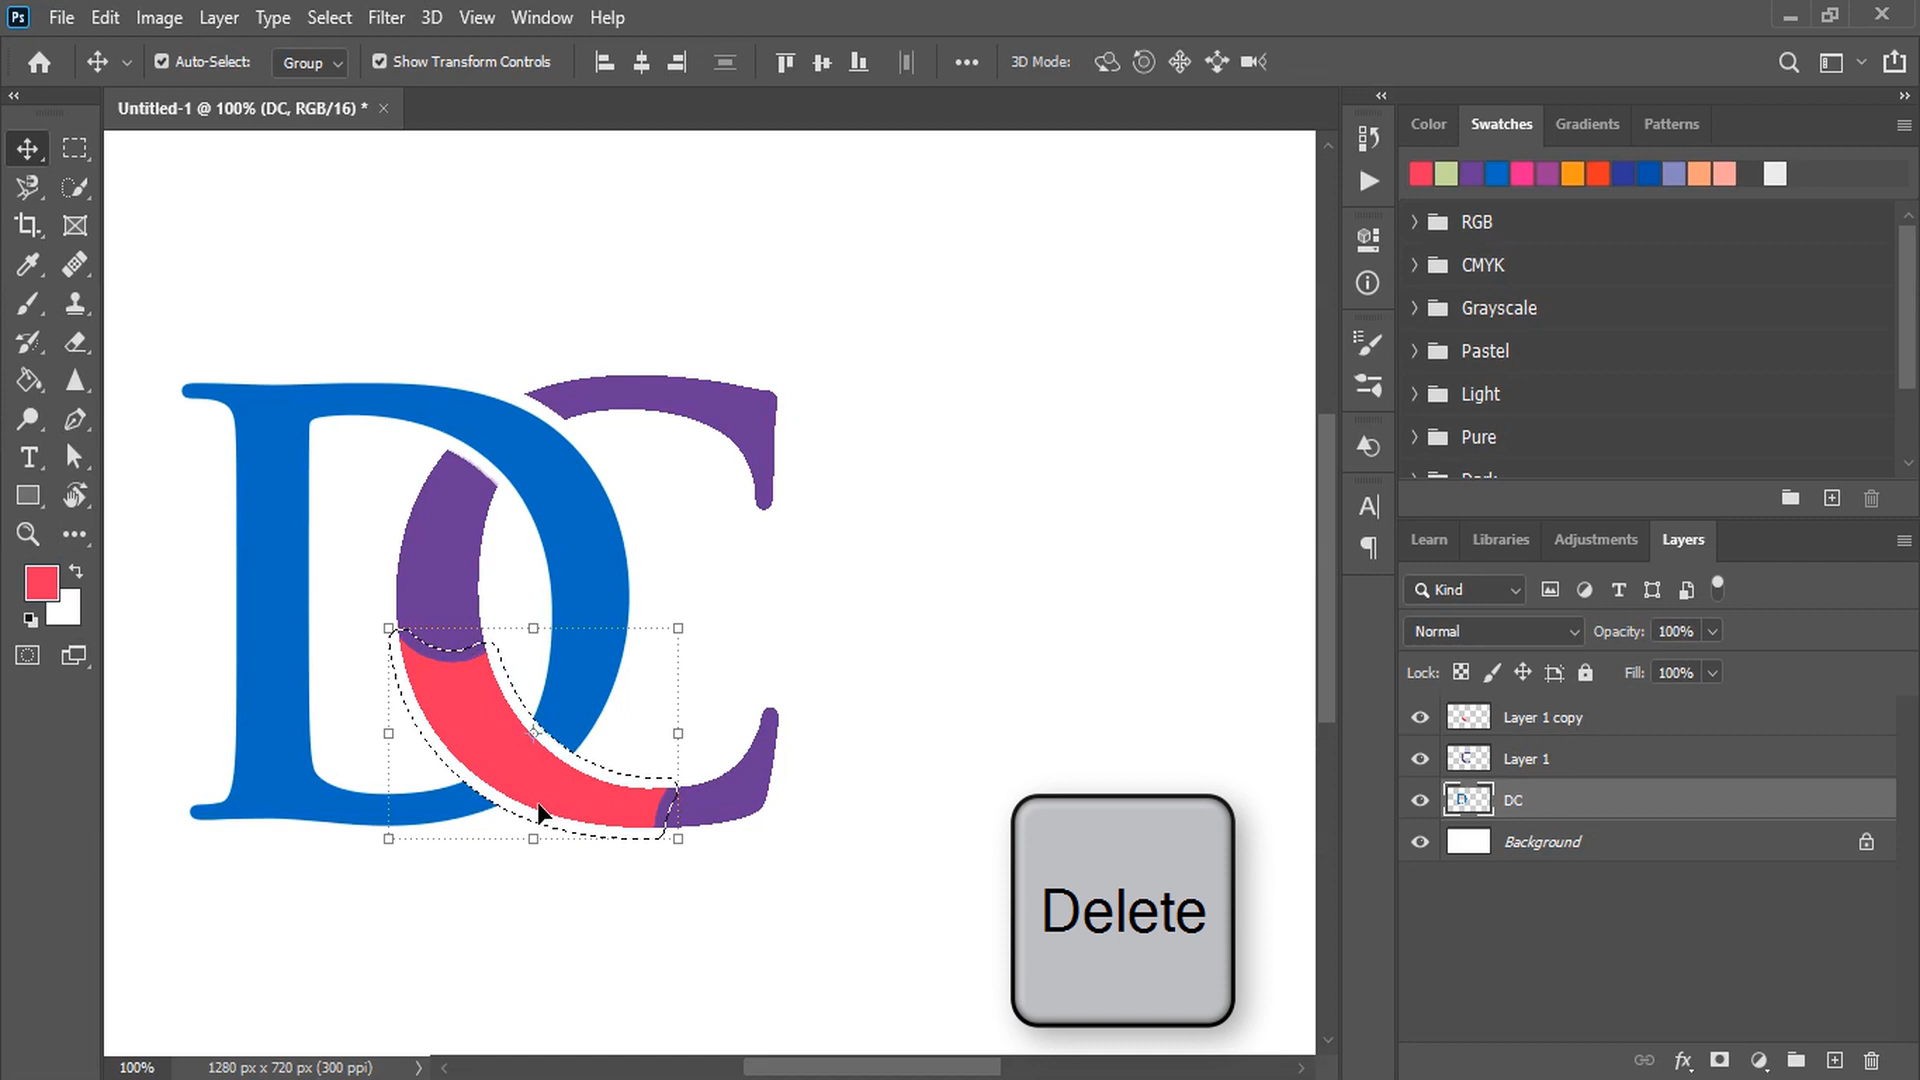 Ps File Edit Image Layer Type Select Filter 3D View Window Help
Auto-Select: Group Show Transform Controls 3D Mode:
Untitled-1 @ 100% (DC, RGB/16) *
Color Swatches Gradients Patterns
RGB
CMYK
Grayscale
Pastel
Light
Pure
DC
Learn Libraries Adjustments Layers
Kind
Normal Opacity: 100%
Lock: Fill: 100%
Layer 1 copy
Layer 1
DC
Background
Delete
100% 1280 px x 720 px (300 ppi)